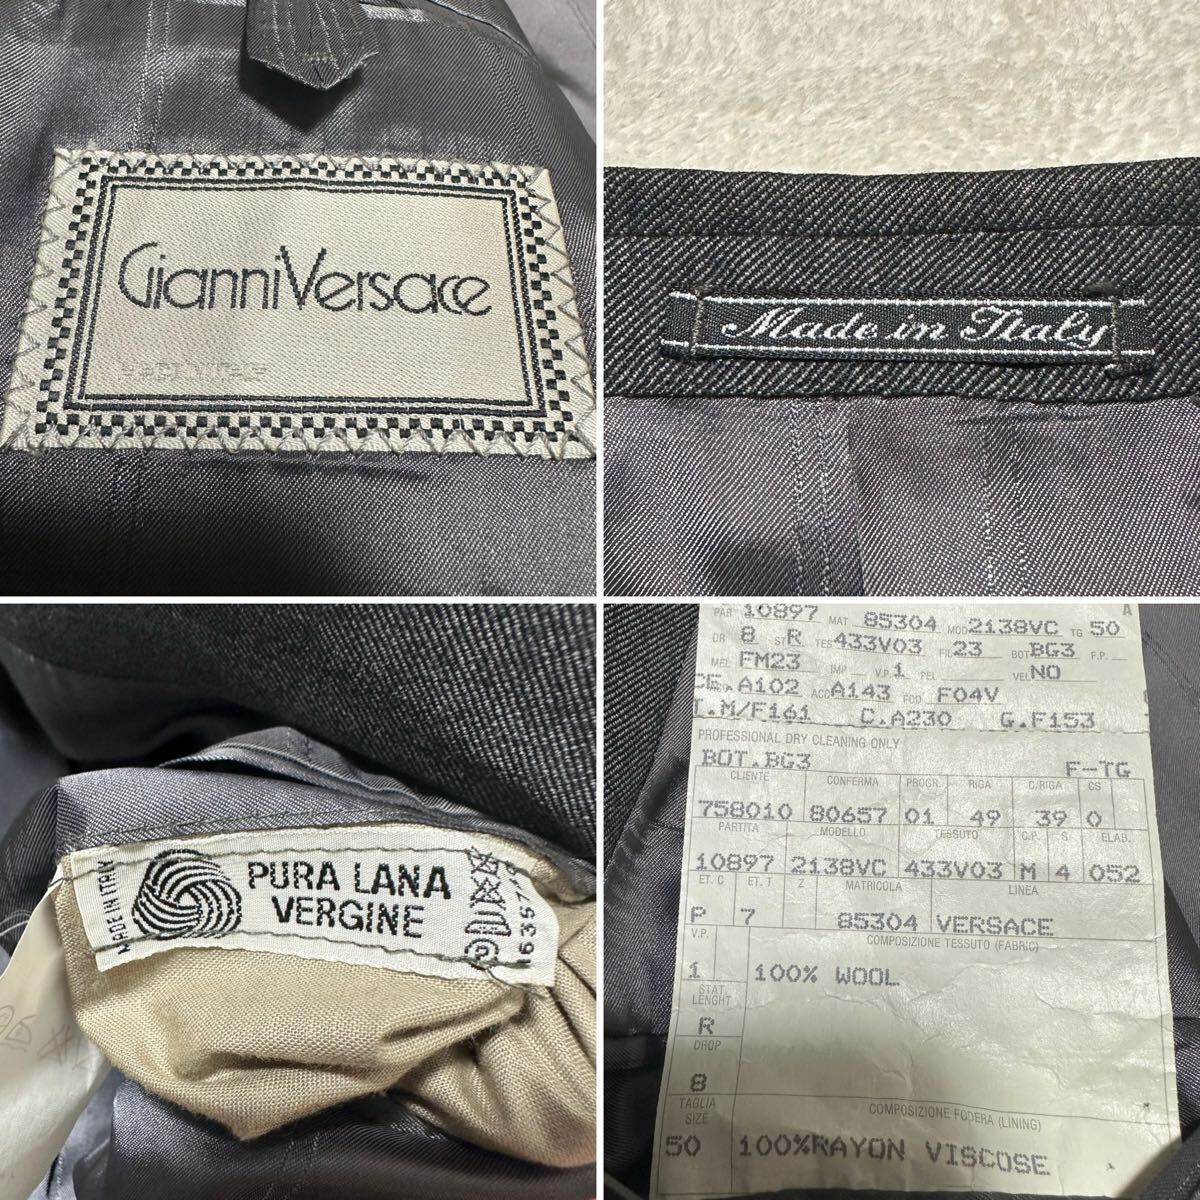 GianniVersace
Made in Italy
MADE IN ITALY
PURA LANA
VERGINE
PAR 10897 MAT 85304 MOD 2138VC TG 50
DR 8 ST R TES 433V03 FIL 23 BOT BG3 F.P.
MEL FM23 IMP V.P. 1 PEL VEL NO
CE.A102 ACC A143 FOD F04V
T.M/F161 C.A230 G.F153
PROFESSIONAL DRY CLEANING ONLY
BOT.BG3 F-TG
CLIENTE CONFERMA PROGR. RIGA C/RIGA CS
758010 80657 01 49 39 0
PARTITA MODELLO TESSUTO C.P. S ELAB.
10897 2138VC 433V03 M 4 052
ET. C ET. T Z MATRICOLA LINEA
P 7 85304 VERSACE
V.P. COMPOSIZIONE TESSUTO (FABRIC)
1 100% WOOL
STAT.
LENGHT
R
DROP
8
TAGLIA
SIZE COMPOSIZIONE FODERA (LINING)
50 100%RAYON VISCOSE